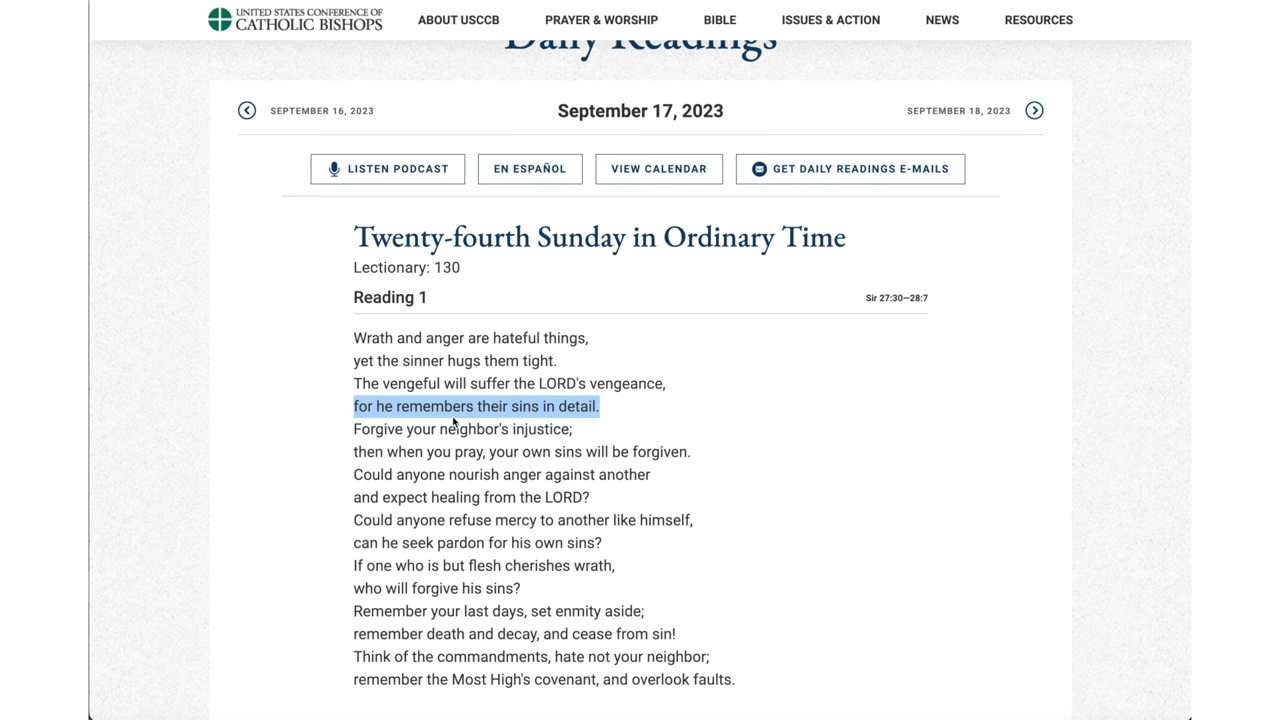 UNITED STATES CONFERENCE OF
CATHOLIC BISHOPS
ABOUT USCCB
PRAYER & WORSHIP
BIBLE
ISSUES & ACTION
NEWS
RESOURCES
Daily Readings
SEPTEMBER 16, 2023
September 17, 2023
SEPTEMBER 18, 2023
LISTEN PODCAST
EN ESPAÑOL
VIEW CALENDAR
GET DAILY READINGS E-MAILS
Twenty-fourth Sunday in Ordinary Time
Lectionary: 130
Reading 1
Sir 27:30—28:7
Wrath and anger are hateful things,
yet the sinner hugs them tight.
The vengeful will suffer the LORD's vengeance,
for he remembers their sins in detail.
Forgive your neighbor's injustice;
then when you pray, your own sins will be forgiven.
Could anyone nourish anger against another
and expect healing from the LORD?
Could anyone refuse mercy to another like himself,
can he seek pardon for his own sins?
If one who is but flesh cherishes wrath,
who will forgive his sins?
Remember your last days, set enmity aside;
remember death and decay, and cease from sin!
Think of the commandments, hate not your neighbor;
remember the Most High's covenant, and overlook faults.